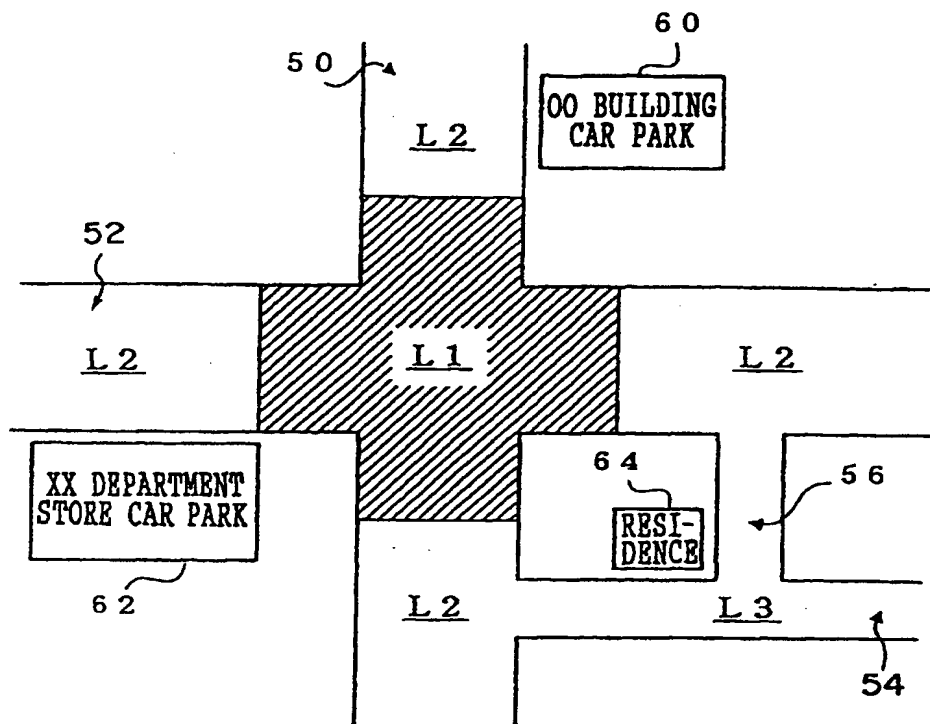 60
50
OO BUILDING
CAR PARK
L2
52
L2
L1
L2
64
56
XX DEPARTMENT
STORE CAR PARK
RESI-
DENCE
62
L2
L3
54